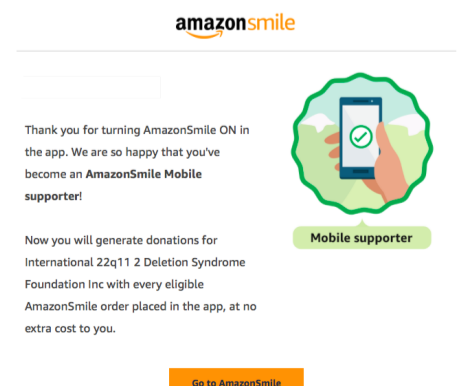 amazonsmile
Thank you for turning AmazonSmile ON in
the app. We are so happy that you've
become an AmazonSmile Mobile
supporter!
Mobile supporter
Now you will generate donations for
International 22q11 2 Deletion Syndrome
Foundation Inc with every eligible
AmazonSmile order placed in the app, at no
extra cost to you.
Go to AmazonSmile